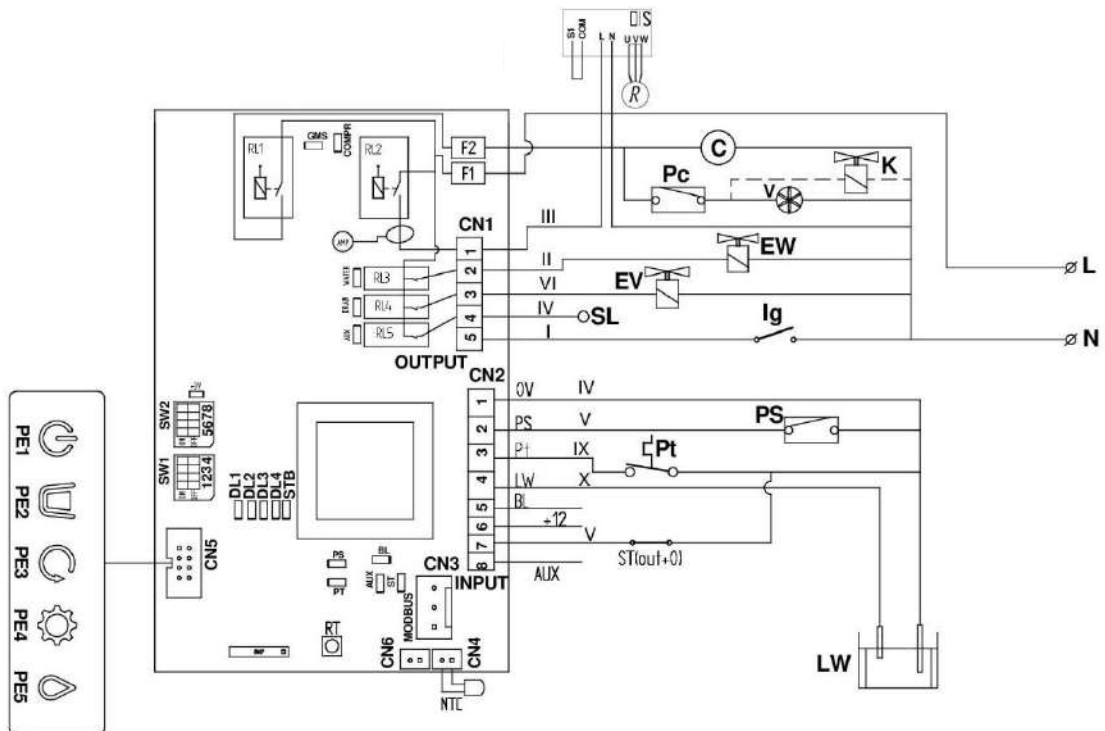 S1
COM
L N
UVW
IS
R
RL1
GMS
COMPR
RL2
F2
F1
C
K
Pc
V
CN1
III
AMP
1
2
3
4
5
II
EW
VI
EV
IV
SL
I
Ig
L
N
WATER
RL3
RL4
AUX
RL5
OUTPUT
CN2
0V
IV
1
PS
V
2
PS
Pt
IX
3
Pt
LW
X
4
BL
5
+12
6
V
7
ST(out+0)
8
AUX
INPUT
SW2
5678
SW1
1234
DL1
DL2
DL3
DL4
STB
CN5
PS
PT
BL
AUX
ST
CN3
MODBUS
RT
CN6
CN4
LW
PE1
PE2
PE3
PE4
PE5